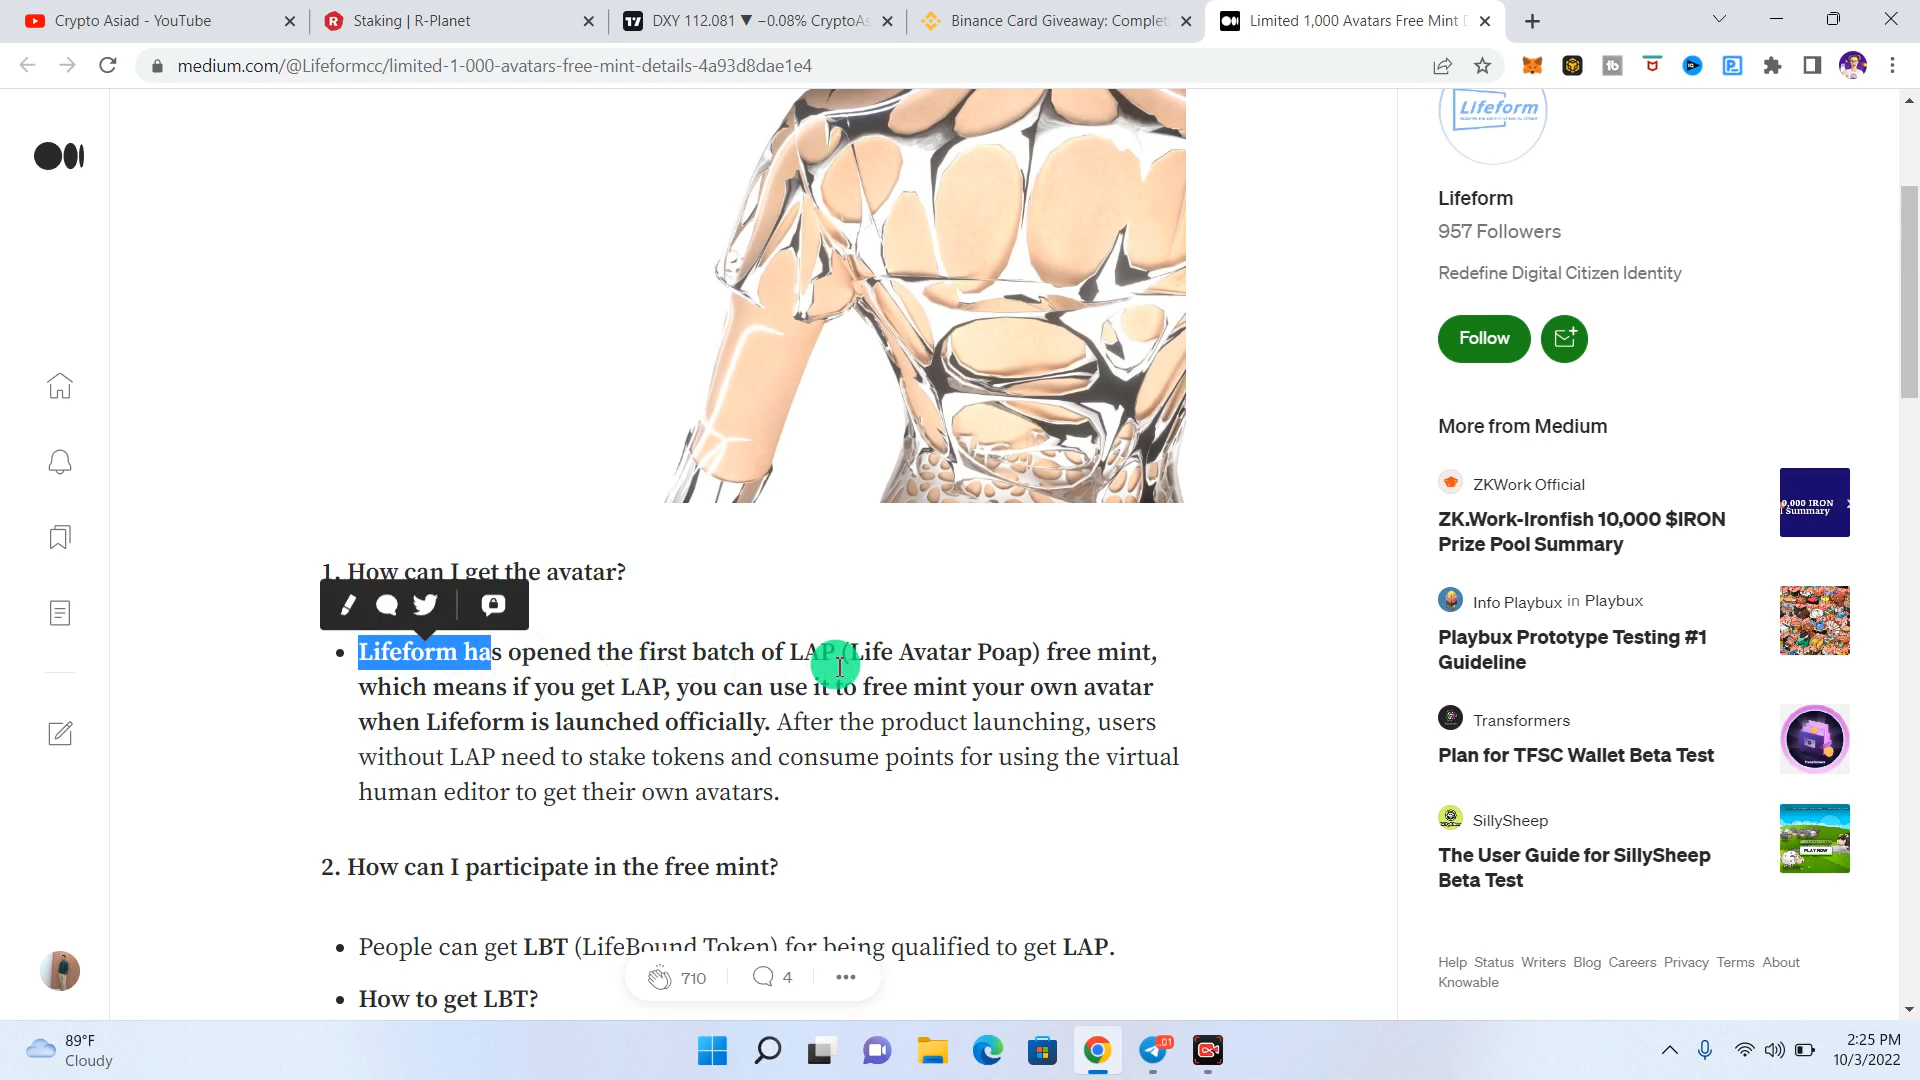 Crypto Asiad - YouTube
Staking | R-Planet
DXY 112.081 ▼ −0.08% CryptoAs
Binance Card Giveaway: Complet
Limited 1,000 Avatars Free Mint D
medium.com/@Lifeformcc/limited-1-000-avatars-free-mint-details-4a93d8dae1e4
Lifeform
Lifeform
957 Followers
Redefine Digital Citizen Identity
Follow
More from Medium
ZKWork Official
ZK.Work-Ironfish 10,000 $IRON
Prize Pool Summary
Info Playbux in Playbux
Playbux Prototype Testing #1
Guideline
Transformers
Plan for TFSC Wallet Beta Test
SillySheep
The User Guide for SillySheep
Beta Test
PLAY NOW
Help Status Writers Blog Careers Privacy Terms About
Knowable
1. How can I get the avatar?
• Lifeform has opened the first batch of LAP (Life Avatar Poap) free mint,
which means if you get LAP, you can use it to free mint your own avatar
when Lifeform is launched officially. After the product launching, users
without LAP need to stake tokens and consume points for using the virtual
human editor to get their own avatars.
2. How can I participate in the free mint?
• People can get LBT (LifeBound Token) for being qualified to get LAP.
• How to get LBT?
710
4
89°F
Cloudy
.01
2:25 PM
10/3/2022